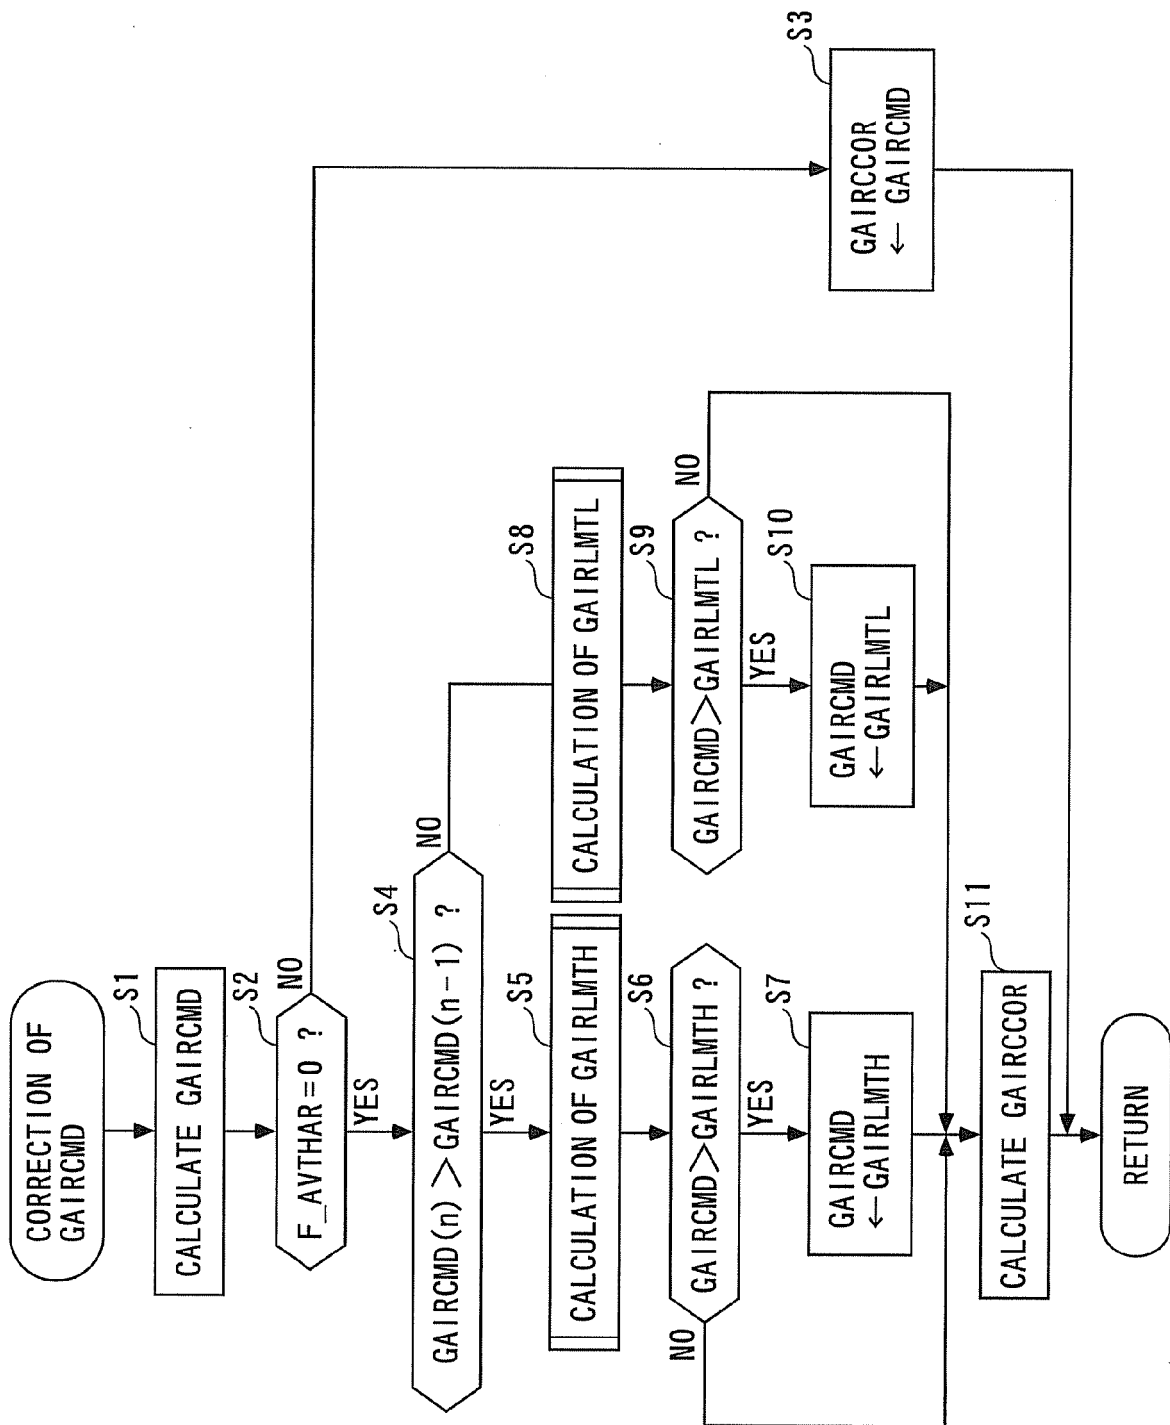 CORRECTION OF
GAIRCMD
S1
CALCULATE GAIRCMD
S2
F_AVTHAR=0 ?
NO
YES
S4
GAIRCMD(n) >GAIRCMD(n-1) ?
NO
YES
S5
CALCULATION OF GAIRLMTH
S8
CALCULATION OF GAIRLMTL
S6
GAIRCMD>GAIRLMTH ?
NO
YES
S9
GAIRCMD>GAIRLMTL ?
NO
YES
S7
GAIRCMD
←GAIRLMTH
S10
GAIRCMD
←GAIRLMTL
S3
GAIRCCOR
← GAIRCMD
S11
CALCULATE GAIRCCOR
RETURN